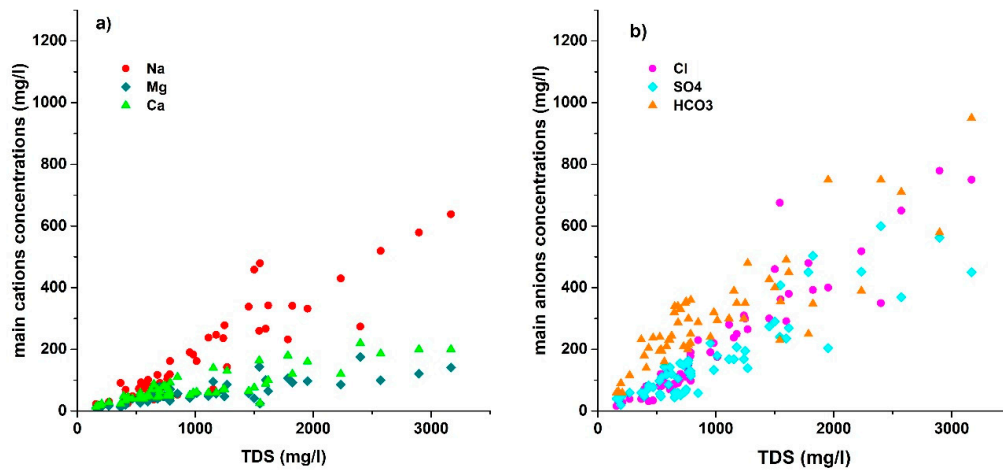 a)
Na
Mg
Ca
main cations concentrations (mg/l)
1200
1000
800
600
400
200
0
0
1000
2000
3000
TDS (mg/l)
b)
Cl
SO4
HCO3
main anions concentrations (mg/l)
1200
1000
800
600
400
200
0
0
1000
2000
3000
TDS (mg/l)